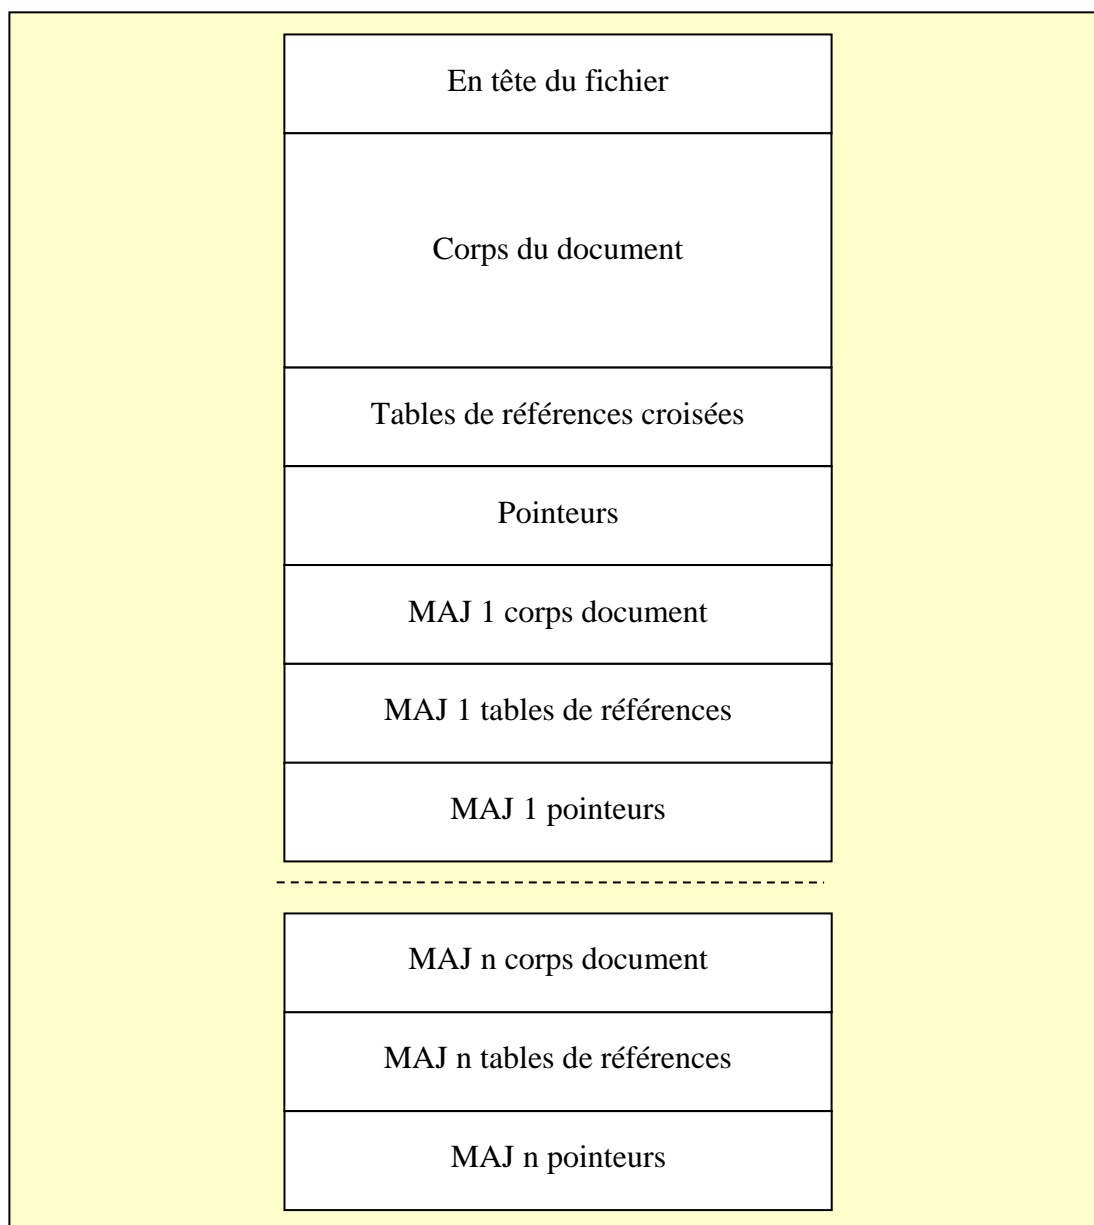 En tête du fichier
Corps du document
Tables de références croisées
Pointeurs
MAJ 1 corps document
MAJ 1 tables de références
MAJ 1 pointeurs
MAJ n corps document
MAJ n tables de références
MAJ n pointeurs